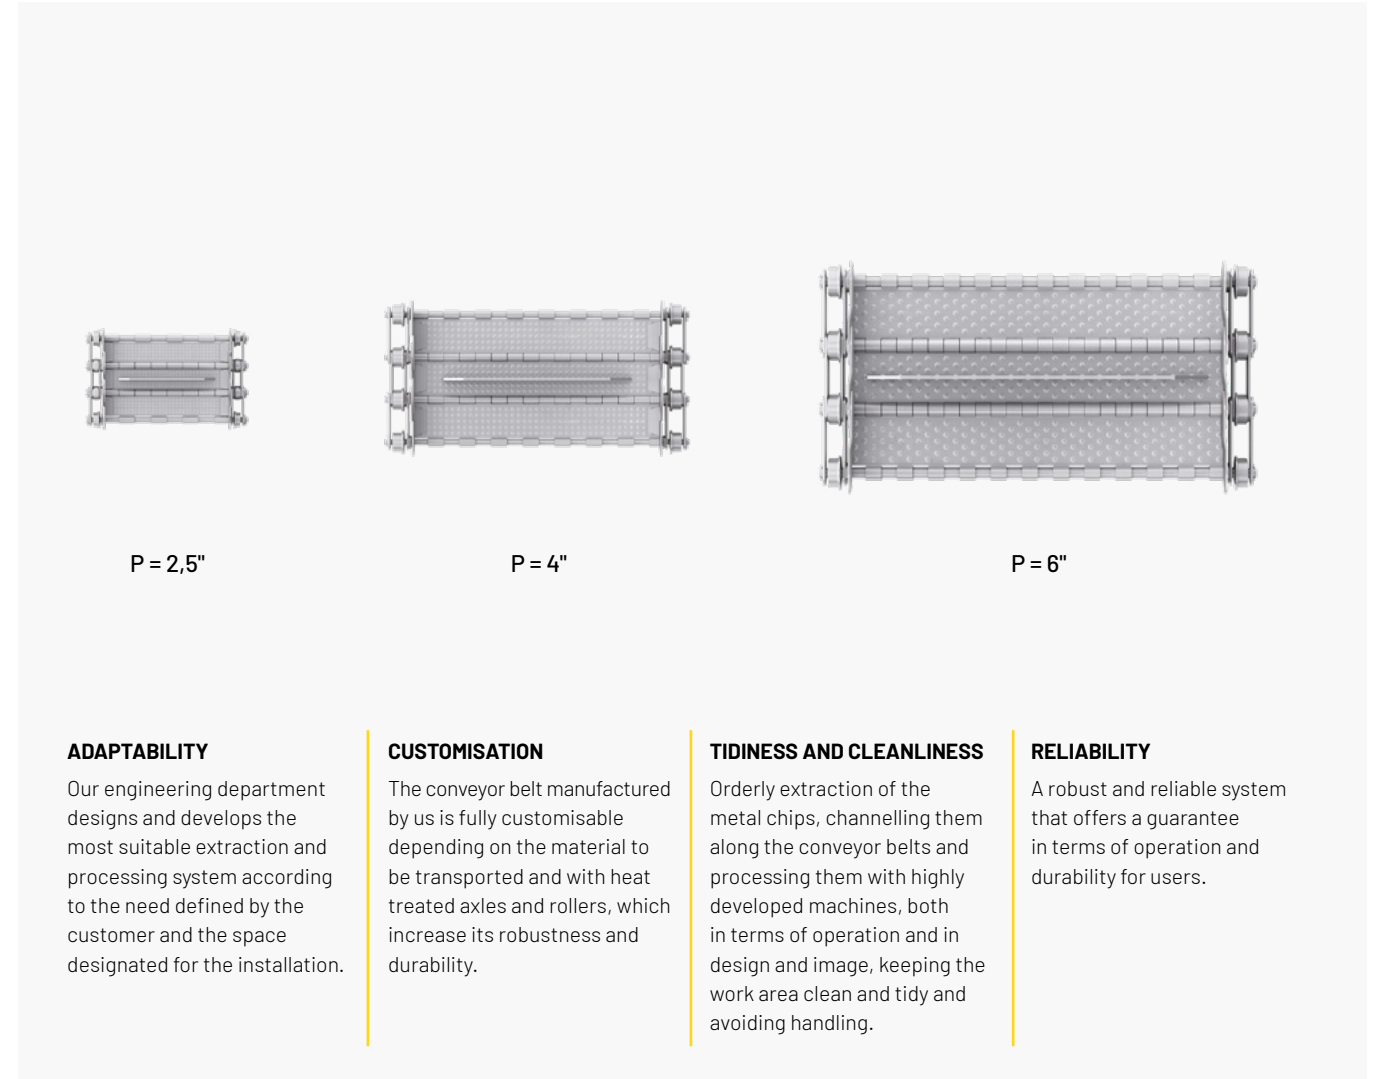 P = 2,5"
P = 4"
P = 6"
ADAPTABILITY
Our engineering department
designs and develops the
most suitable extraction and
processing system according
to the need defined by the
customer and the space
designated for the installation.
CUSTOMISATION
The conveyor belt manufactured
by us is fully customisable
depending on the material to
be transported and with heat
treated axles and rollers, which
increase its robustness and
durability.
TIDINESS AND CLEANLINESS
Orderly extraction of the
metal chips, channelling them
along the conveyor belts and
processing them with highly
developed machines, both
in terms of operation and in
design and image, keeping the
work area clean and tidy and
avoiding handling.
RELIABILITY
A robust and reliable system
that offers a guarantee
in terms of operation and
durability for users.